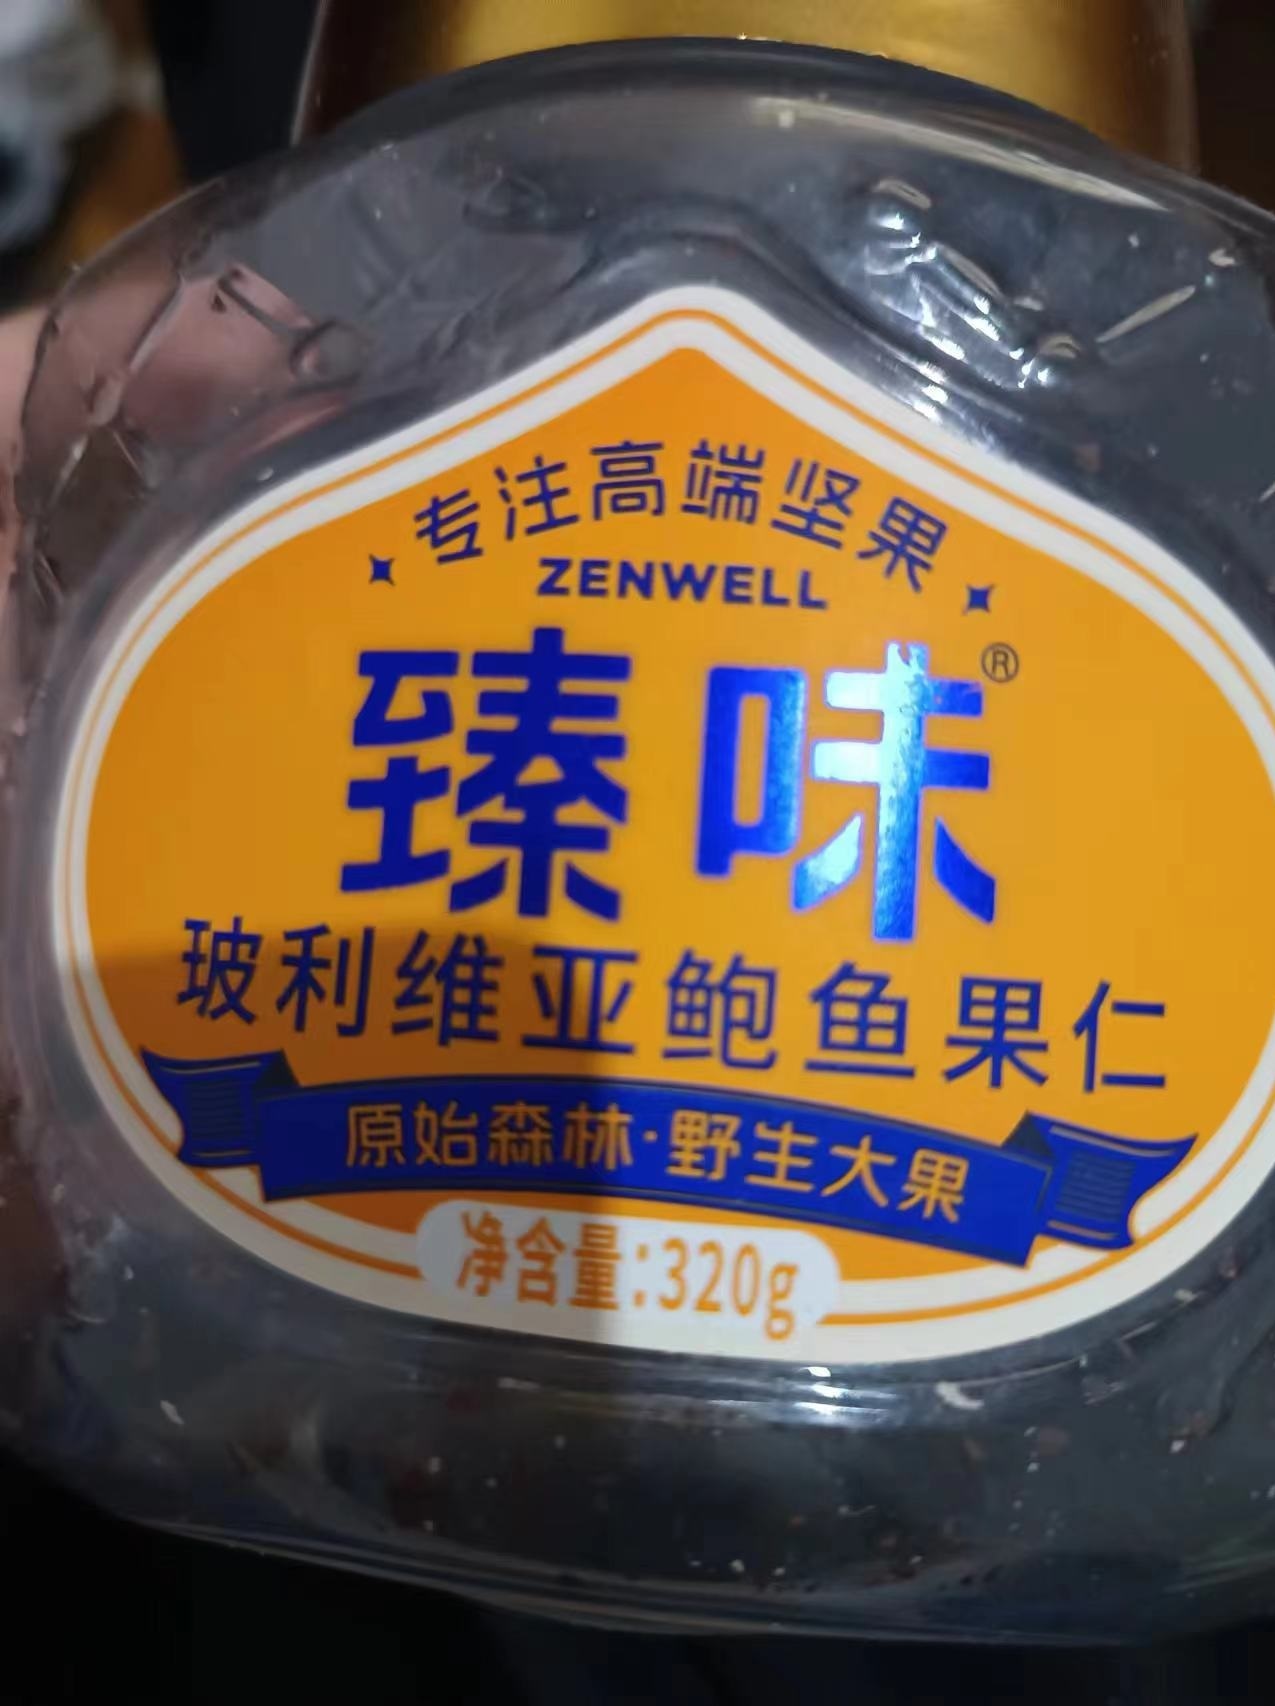 专注高端坚果
ZENWELL
臻味®
玻利维亚鲍鱼果仁
原始森林·野生大果
净含量:320g